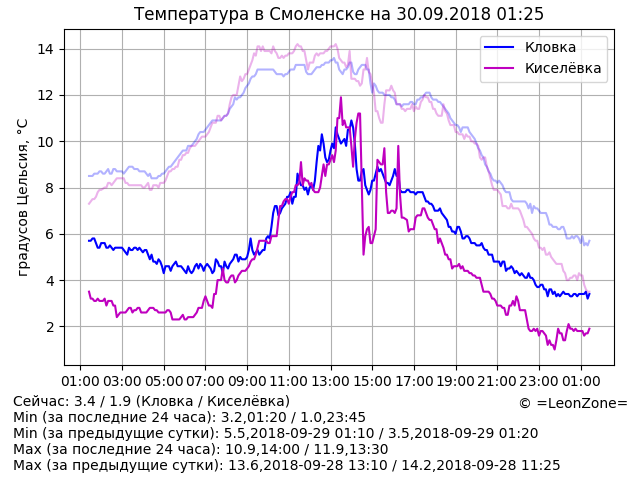 Температура в Смоленске на 30.09.2018 01:25
градусов Цельсия, °C
14
12
10
8
6
4
2
Кловка
Киселёвка
01:00 03:00 05:00 07:00 09:00 11:00 13:00 15:00 17:00 19:00 21:00 23:00 01:00
Сейчас: 3.4 / 1.9 (Кловка / Киселёвка)
© =LeonZone=
Min (за последние 24 часа): 3.2,01:20 / 1.0,23:45
Min (за предыдущие сутки): 5.5,2018-09-29 01:10 / 3.5,2018-09-29 01:20
Max (за последние 24 часа): 10.9,14:00 / 11.9,13:30
Max (за предыдущие сутки): 13.6,2018-09-28 13:10 / 14.2,2018-09-28 11:25